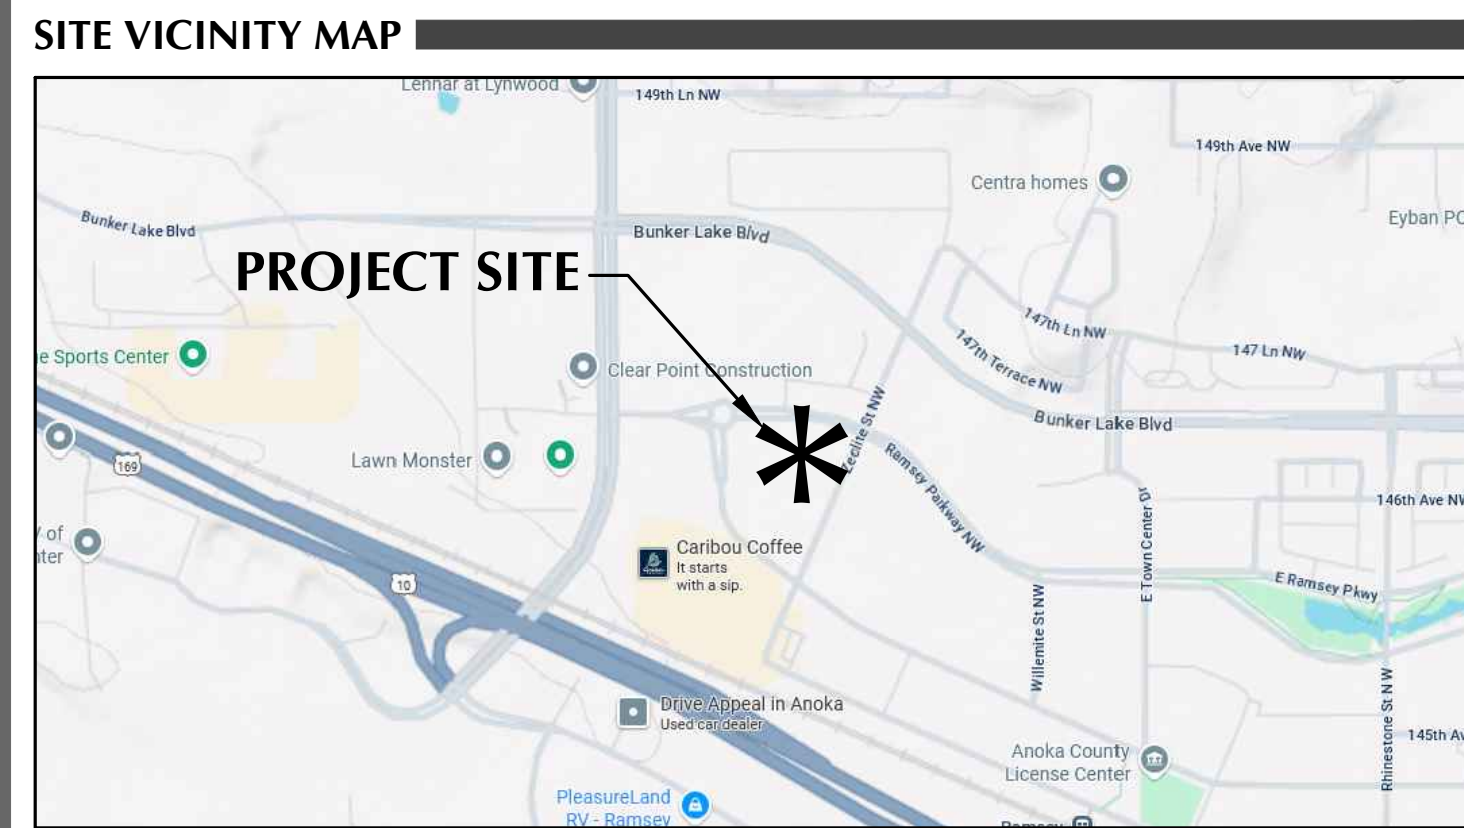 SITE VICINITY MAP
Lennar at Lynwood
149th Ln NW
149th Ave NW
Centra homes
Eyban PC
Bunker Lake Blvd
Bunker Lake Blvd
PROJECT SITE
147th Ln NW
147 Ln NW
147th Terrace NW
e Sports Center
Clear Point Construction
Bunker Lake Blvd
Zeolite St NW
Ramsey Parkway NW
Lawn Monster
169
146th Ave NW
E Town Center Dr
y of
nter
Caribou Coffee
It starts
with a sip.
10
E Ramsey Pkwy
Willemite St NW
Rhinestone St NW
Drive Appeal in Anoka
Used car dealer
145th Av
Anoka County
License Center
PleasureLand
RV - Ramsey
Ramsey